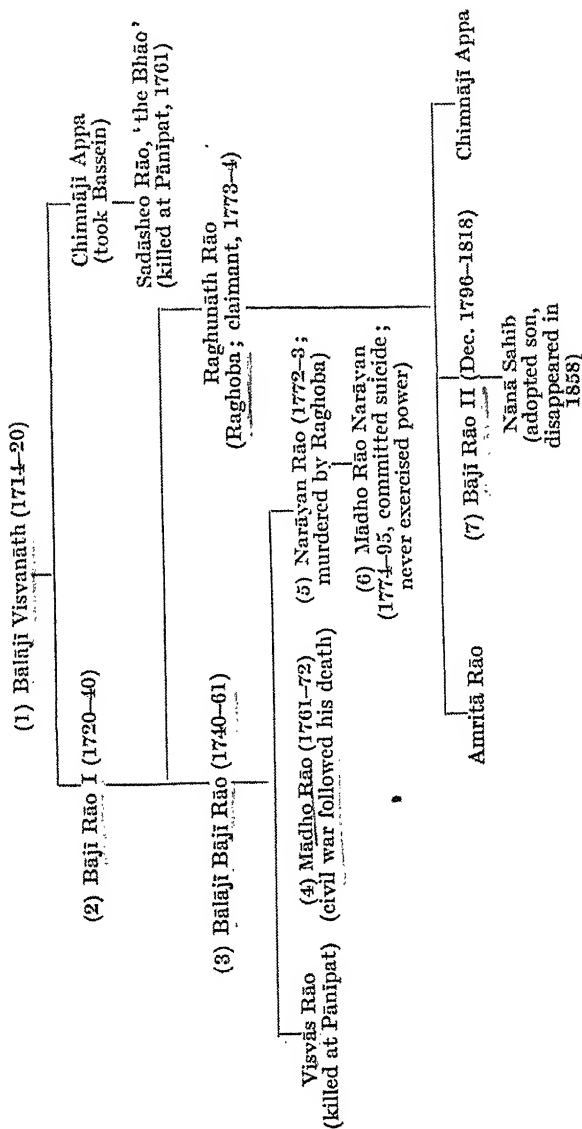 (1) Bālājī Visvanāth (1714–20)
(2) Bājī Rāo I (1720–40)
Chimnājī Appa
(took Bassein)
Sadāsheo Rāo, 'the Bhāo'
(killed at Pānīpat, 1761)
(3) Bālājī Bājī Rāo (1740–61)
Raghunāth Rāo
(Raghoba; claimant, 1773–4)
Visvās Rāo
(killed at Pānīpat)
(4) Mādho Rāo (1761–72)
(civil war followed his death)
(5) Narāyan Rāo (1772–3;
murdered by Raghoba)
(6) Mādho Rāo Narāyan
(1774–95, committed suicide;
never exercised power)
Amritā Rāo
(7) Bājī Rāo II (Dec. 1796–1818)
Nānā Sahib
(adopted son,
disappeared in
1858)
Chimnājī Appa